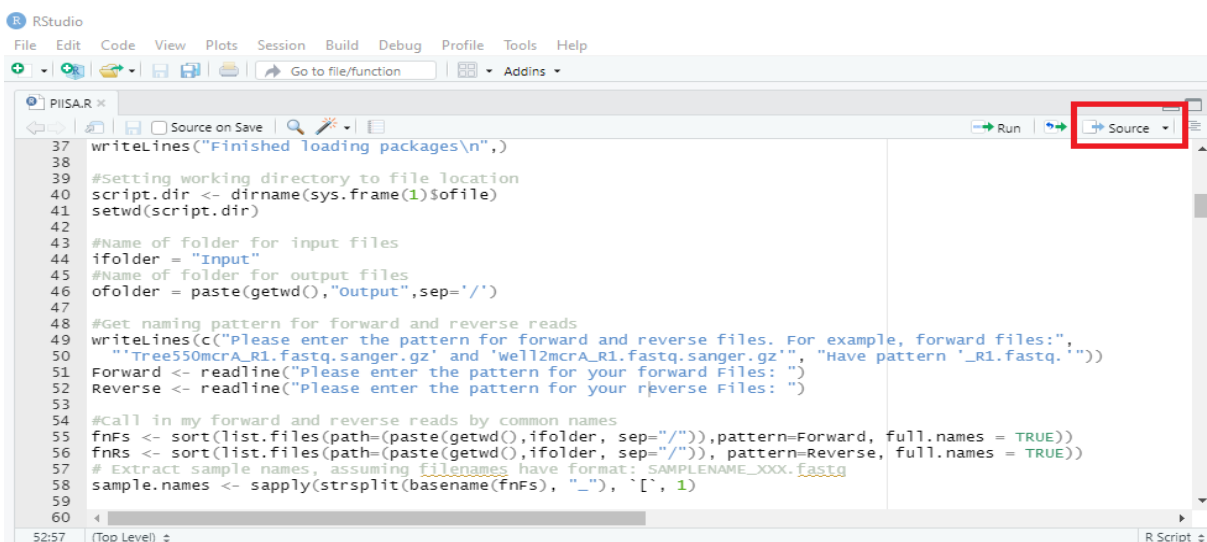 RStudio
File Edit Code View Plots Session Build Debug Profile Tools Help
Go to file/function Addins
PIISA.R
Source on Save Run Source
37 writeLines("Finished loading packages\n",)
38
39 #Setting working directory to file location
40 script.dir <- dirname(sys.frame(1)$ofile)
41 setwd(script.dir)
42
43 #Name of folder for input files
44 ifolder = "Input"
45 #Name of folder for output files
46 ofolder = paste(getwd(),"Output",sep='/')
47
48 #Get naming pattern for forward and reverse reads
49 writeLines(c("Please enter the pattern for forward and reverse files. For example, forward files:",
50 "'Tree550mcrA_R1.fastq.sanger.gz' and 'Well2mcrA_R1.fastq.sanger.gz'", "Have pattern '_R1.fastq.'"))
51 Forward <- readline("Please enter the pattern for your forward Files: ")
52 Reverse <- readline("Please enter the pattern for your reverse Files: ")
53
54 #Call in my forward and reverse reads by common names
55 fnFs <- sort(list.files(path=(paste(getwd(),ifolder, sep="/")),pattern=Forward, full.names = TRUE))
56 fnRs <- sort(list.files(path=(paste(getwd(),ifolder, sep="/")), pattern=Reverse, full.names = TRUE))
57 # Extract sample names, assuming filenames have format: SAMPLENAME_XXX.fastq
58 sample.names <- sapply(strsplit(basename(fnFs), "_"), `[`, 1)
59
60
52:57 (Top Level) R Script